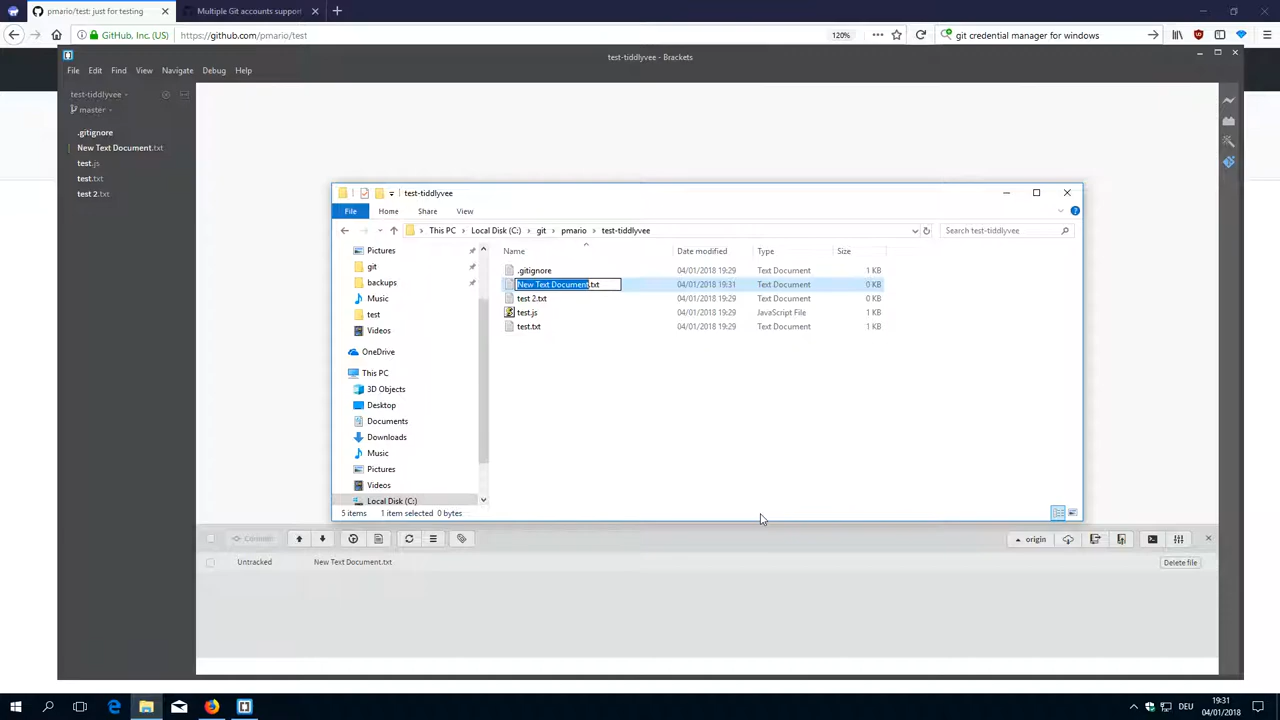 pmario/test: just for testing
Multiple Git accounts support
GitHub, Inc. (US)
https://github.com/pmario/test
120%
git credential manager for windows
test-tiddlyvee - Brackets
File Edit Find View Navigate Debug Help
test-tiddlyvee
master
.gitignore
New Text Document.txt
test.js
test.txt
test 2.txt
test-tiddlyvee
File Home Share View
This PC Local Disk (C:) git pmario test-tiddlyvee
Search test-tiddlyvee
Pictures
git
backups
Music
test
Videos
OneDrive
This PC
3D Objects
Desktop
Documents
Downloads
Music
Pictures
Videos
Local Disk (C:)
Name Date modified Type Size
.gitignore 04/01/2018 19:29 Text Document 1 KB
New Text Document.txt 04/01/2018 19:31 Text Document 0 KB
test 2.txt 04/01/2018 19:29 Text Document 0 KB
test.js 04/01/2018 19:29 JavaScript File 1 KB
test.txt 04/01/2018 19:29 Text Document 1 KB
5 items 1 item selected 0 bytes
Commit
origin
Untracked New Text Document.txt Delete file
DEU
19:31
04/01/2018